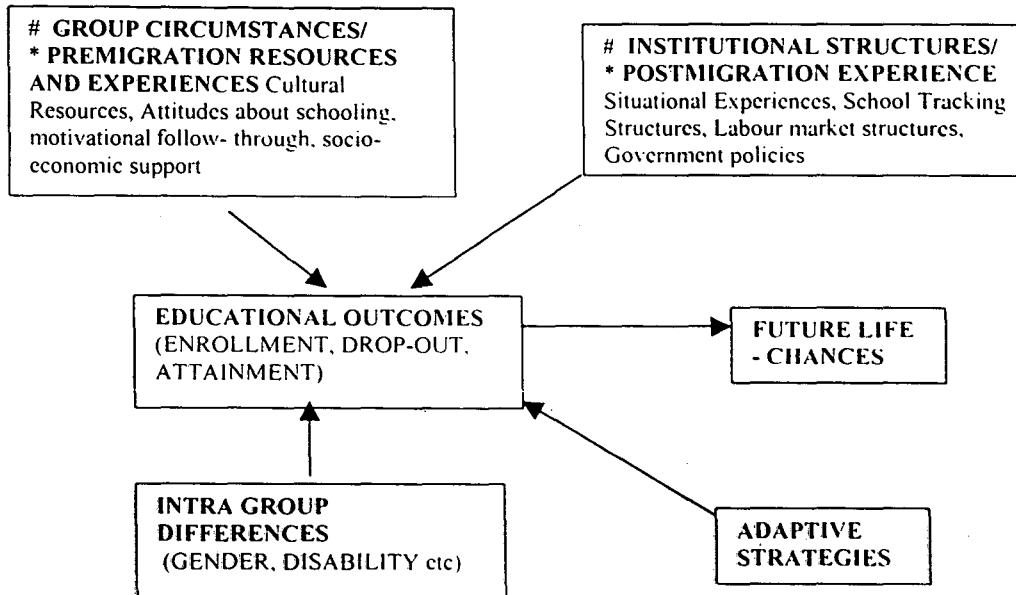 # GROUP CIRCUMSTANCES/
* PREMIGRATION RESOURCES
AND EXPERIENCES Cultural
Resources, Attitudes about schooling,
motivational follow- through, socio-
economic support
# INSTITUTIONAL STRUCTURES/
* POSTMIGRATION EXPERIENCE
Situational Experiences, School Tracking
Structures, Labour market structures,
Government policies
EDUCATIONAL OUTCOMES
(ENROLLMENT, DROP-OUT,
ATTAINMENT)
FUTURE LIFE
- CHANCES
INTRA GROUP
DIFFERENCES
(GENDER, DISABILITY etc)
ADAPTIVE
STRATEGIES